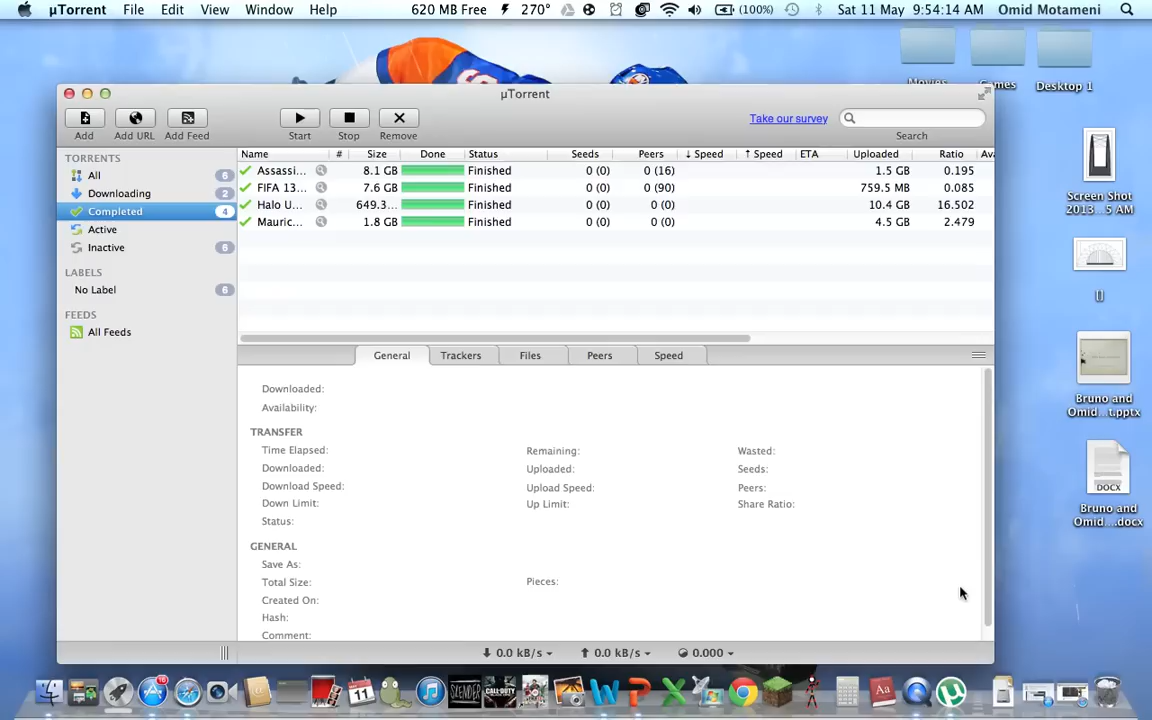 µTorrent File Edit View Window Help 620 MB Free 270° (100%) Sat 11 May 9:54:14 AM Omid Motameni
Movies Games Desktop 1
µTorrent
Add Add URL Add Feed Start Stop Remove Take our survey Search
TORRENTS
All 6
Downloading 2
Completed 4
Active
Inactive 6
LABELS
No Label 6
FEEDS
All Feeds
Name # Size Done Status Seeds Peers ↓ Speed ↑ Speed ETA Uploaded Ratio Ava
Assassi... 8.1 GB Finished 0 (0) 0 (16) 1.5 GB 0.195
FIFA 13... 7.6 GB Finished 0 (0) 0 (90) 759.5 MB 0.085
Halo U... 649.3... Finished 0 (0) 0 (0) 10.4 GB 16.502
Mauric... 1.8 GB Finished 0 (0) 0 (0) 4.5 GB 2.479
General Trackers Files Peers Speed
Downloaded:
Availability:
TRANSFER
Time Elapsed: Remaining: Wasted:
Downloaded: Uploaded: Seeds:
Download Speed: Upload Speed: Peers:
Down Limit: Up Limit: Share Ratio:
Status:
GENERAL
Save As:
Total Size: Pieces:
Created On:
Hash:
Comment:
↓ 0.0 kB/s ↑ 0.0 kB/s 0.000
Screen Shot
2013...5 AM
Bruno and
Omid...t.pptx
DOCX
Bruno and
Omid....docx
16
11
SLENDER
CALL DUTY
Aa